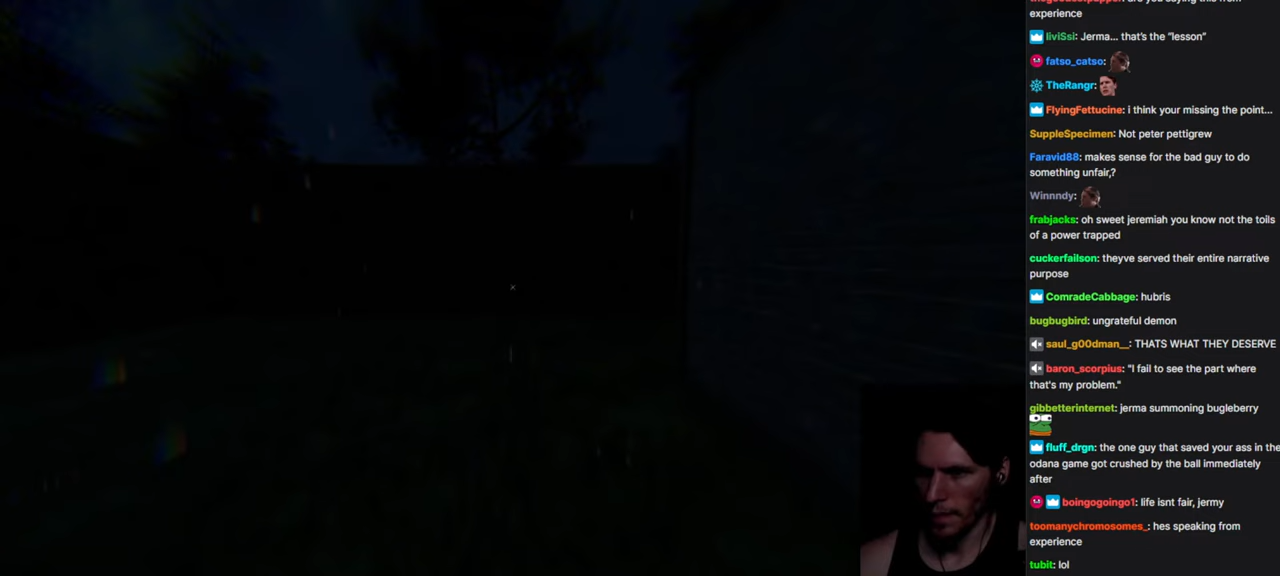 experience
liviSsi: Jerma... that's the "lesson"
fatso_catso:
TheRangr:
FlyingFettucine: i think your missing the point...
SuppleSpecimen: Not peter pettigrew
Faravid88: makes sense for the bad guy to do
something unfair,?
Winnndy:
frabjacks: oh sweet jeremiah you know not the toils
of a power trapped
cuckerfailson: theyve served their entire narrative
purpose
ComradeCabbage: hubris
bugbugbird: ungrateful demon
saul_g00dman__: THATS WHAT THEY DESERVE
baron_scorpius: "I fail to see the part where
that's my problem."
gibbetterinternet: jerma summoning bugleberry
fluff_drgn: the one guy that saved your ass in the
odana game got crushed by the ball immediately
after
boingogoingo1: life isnt fair, jermy
toomanychromosomes_: hes speaking from
experience
tubit: lol